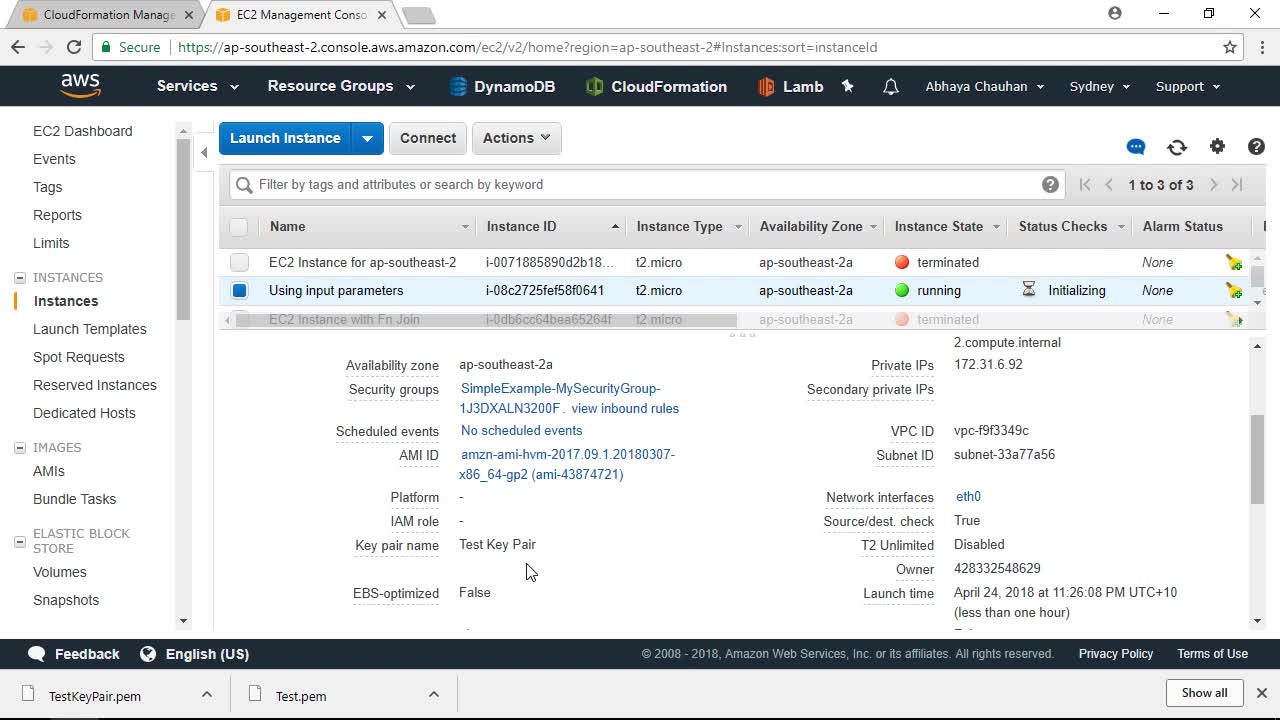 CloudFormation Manage
EC2 Management Conso
Secure
https://ap-southeast-2.console.aws.amazon.com/ec2/v2/home?region=ap-southeast-2#Instances:sort=instanceId
aws
Services
Resource Groups
DynamoDB
CloudFormation
Lamb
Abhaya Chauhan
Sydney
Support
EC2 Dashboard
Events
Tags
Reports
Limits
INSTANCES
Instances
Launch Templates
Spot Requests
Reserved Instances
Dedicated Hosts
IMAGES
AMIs
Bundle Tasks
ELASTIC BLOCK
STORE
Volumes
Snapshots
Launch Instance
Connect
Actions
Filter by tags and attributes or search by keyword
1 to 3 of 3
Name Instance ID Instance Type Availability Zone Instance State Status Checks Alarm Status
EC2 Instance for ap-southeast-2 i-0071885890d2b18... t2.micro ap-southeast-2a terminated None
Using input parameters i-08c2725fef58f0641 t2.micro ap-southeast-2a running Initializing None
EC2 Instance with Fn Join i-0db6cc64bea65264f t2.micro ap-southeast-2a terminated None
2.compute.internal
Availability zone ap-southeast-2a
Private IPs 172.31.6.92
Security groups SimpleExample-MySecurityGroup-
1J3DXALN3200F . view inbound rules
Secondary private IPs
Scheduled events No scheduled events
VPC ID vpc-f9f3349c
AMI ID amzn-ami-hvm-2017.09.1.20180307-
x86_64-gp2 (ami-43874721)
Subnet ID subnet-33a77a56
Platform -
Network interfaces eth0
IAM role -
Source/dest. check True
Key pair name Test Key Pair
T2 Unlimited Disabled
Owner 428332548629
EBS-optimized False
Launch time April 24, 2018 at 11:26:08 PM UTC+10
(less than one hour)
Feedback
English (US)
© 2008 - 2018, Amazon Web Services, Inc. or its affiliates. All rights reserved.
Privacy Policy
Terms of Use
TestKeyPair.pem
Test.pem
Show all